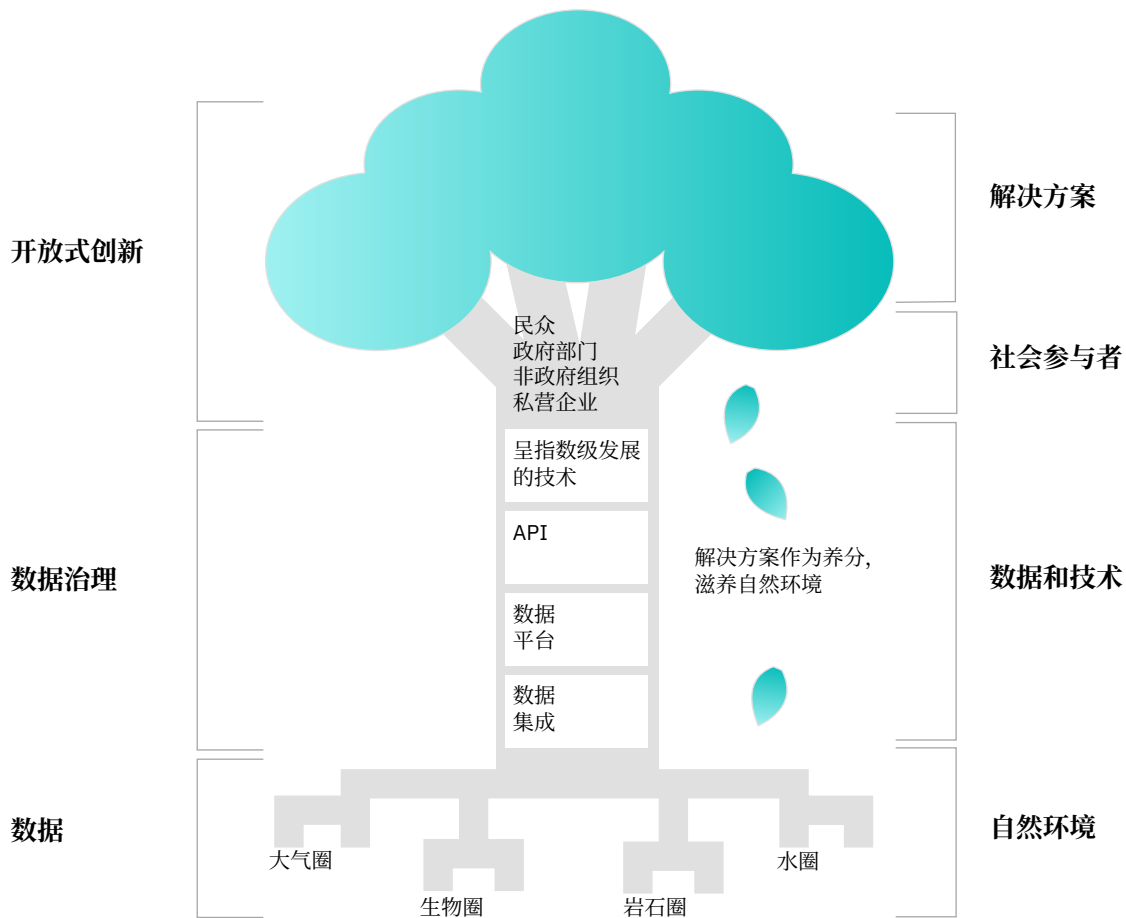 开放式创新
数据治理
数据
民众
政府部门
非政府组织
私营企业
呈指数级发展
的技术
API
数据
平台
数据
集成
解决方案作为养分，
滋养自然环境
大气圈
生物圈
岩石圈
水圈
解决方案
社会参与者
数据和技术
自然环境